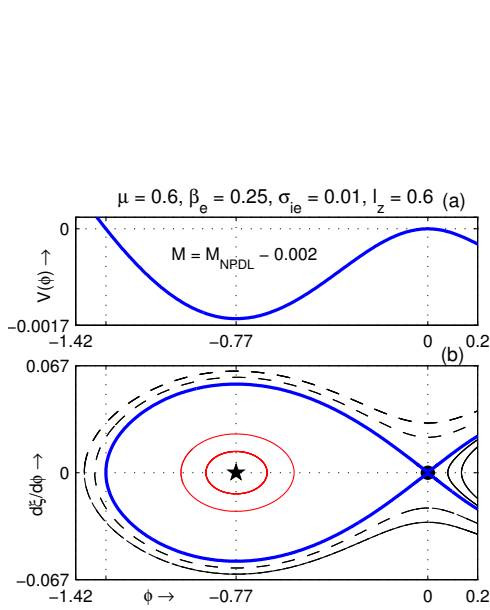 μ = 0.6, β_e = 0.25, σ_ie = 0.01, l_z = 0.6 (a)
0
M = M_NPDL − 0.002
V(ϕ) →
−0.0017
−1.42 −0.77 0 0.2
(b)
0.067
0
dξ/dϕ →
−0.067
−1.42 ϕ → −0.77 0 0.2